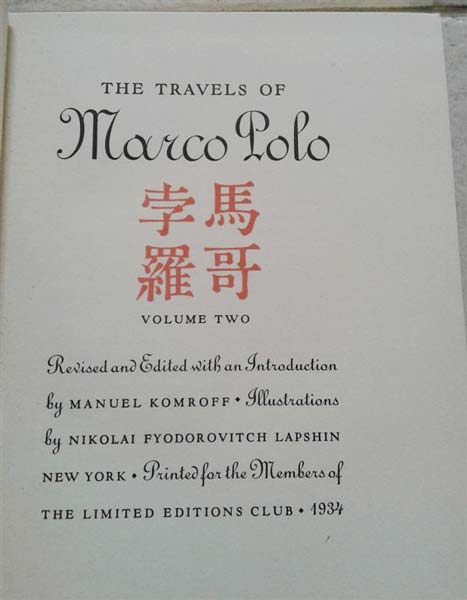 THE TRAVELS OF
Marco Polo
孛馬
羅哥
VOLUME TWO
Revised and Edited with an Introduction
by MANUEL KOMROFF • Illustrations
by NIKOLAI FYODOROVITCH LAPSHIN
NEW YORK • Printed for the Members of
THE LIMITED EDITIONS CLUB • 1934